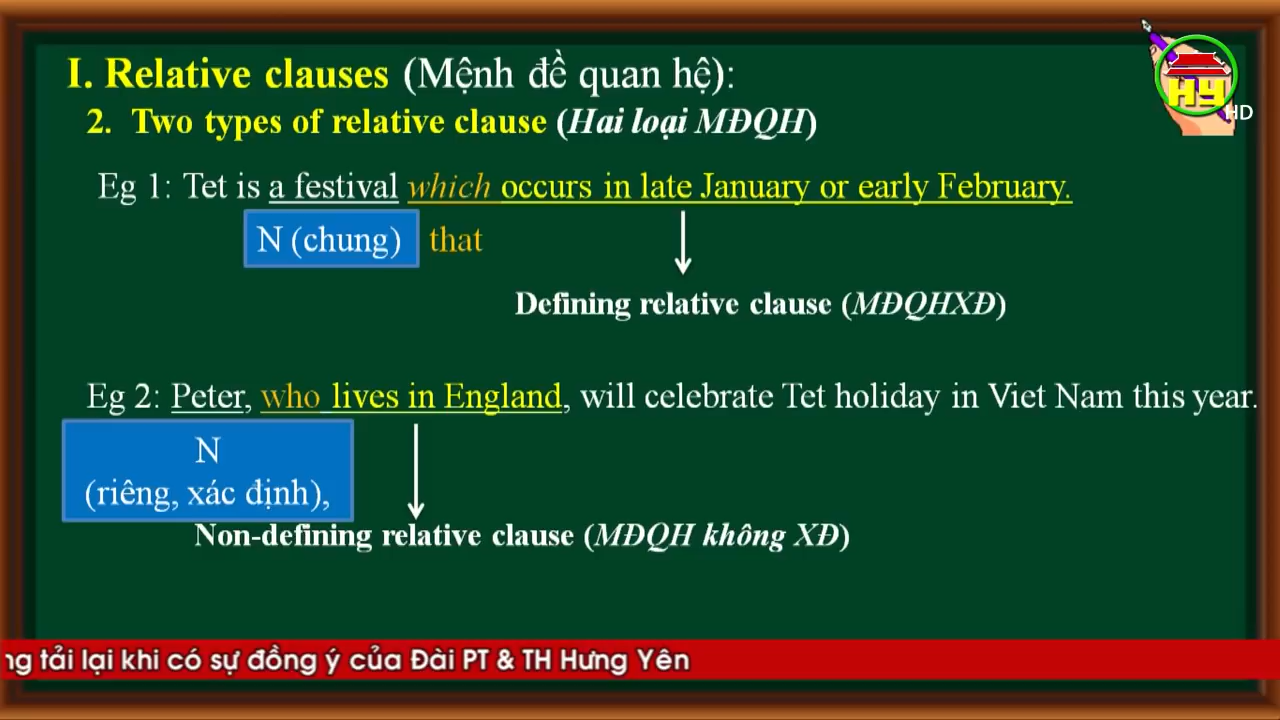 I. Relative clauses (Mệnh đề quan hệ):
2. Two types of relative clause (Hai loại MĐQH)
HY
HD
Eg 1: Tet is a festival which occurs in late January or early February.
N (chung) that
Defining relative clause (MĐQHXĐ)
Eg 2: Peter, who lives in England, will celebrate Tet holiday in Viet Nam this year.
N
(riêng, xác định),
Non-defining relative clause (MĐQH không XĐ)
tải lại khi có sự đồng ý của Đài PT & TH Hưng Yên